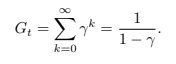 $G_t = \sum_{k=0}^{\infty} \gamma^k = \frac{1}{1 - \gamma}.$